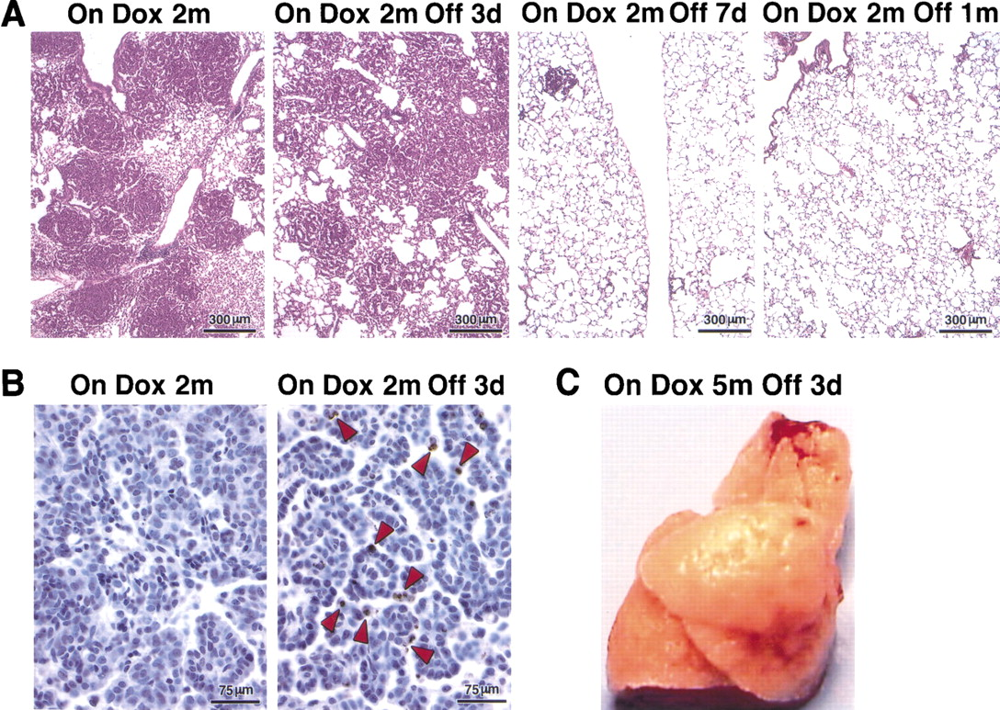 A On Dox 2m On Dox 2m Off 3d On Dox 2m Off 7d On Dox 2m Off 1m
300 µm 300 µm 300 µm 300 µm
B On Dox 2m On Dox 2m Off 3d C On Dox 5m Off 3d
75 µm 75 µm